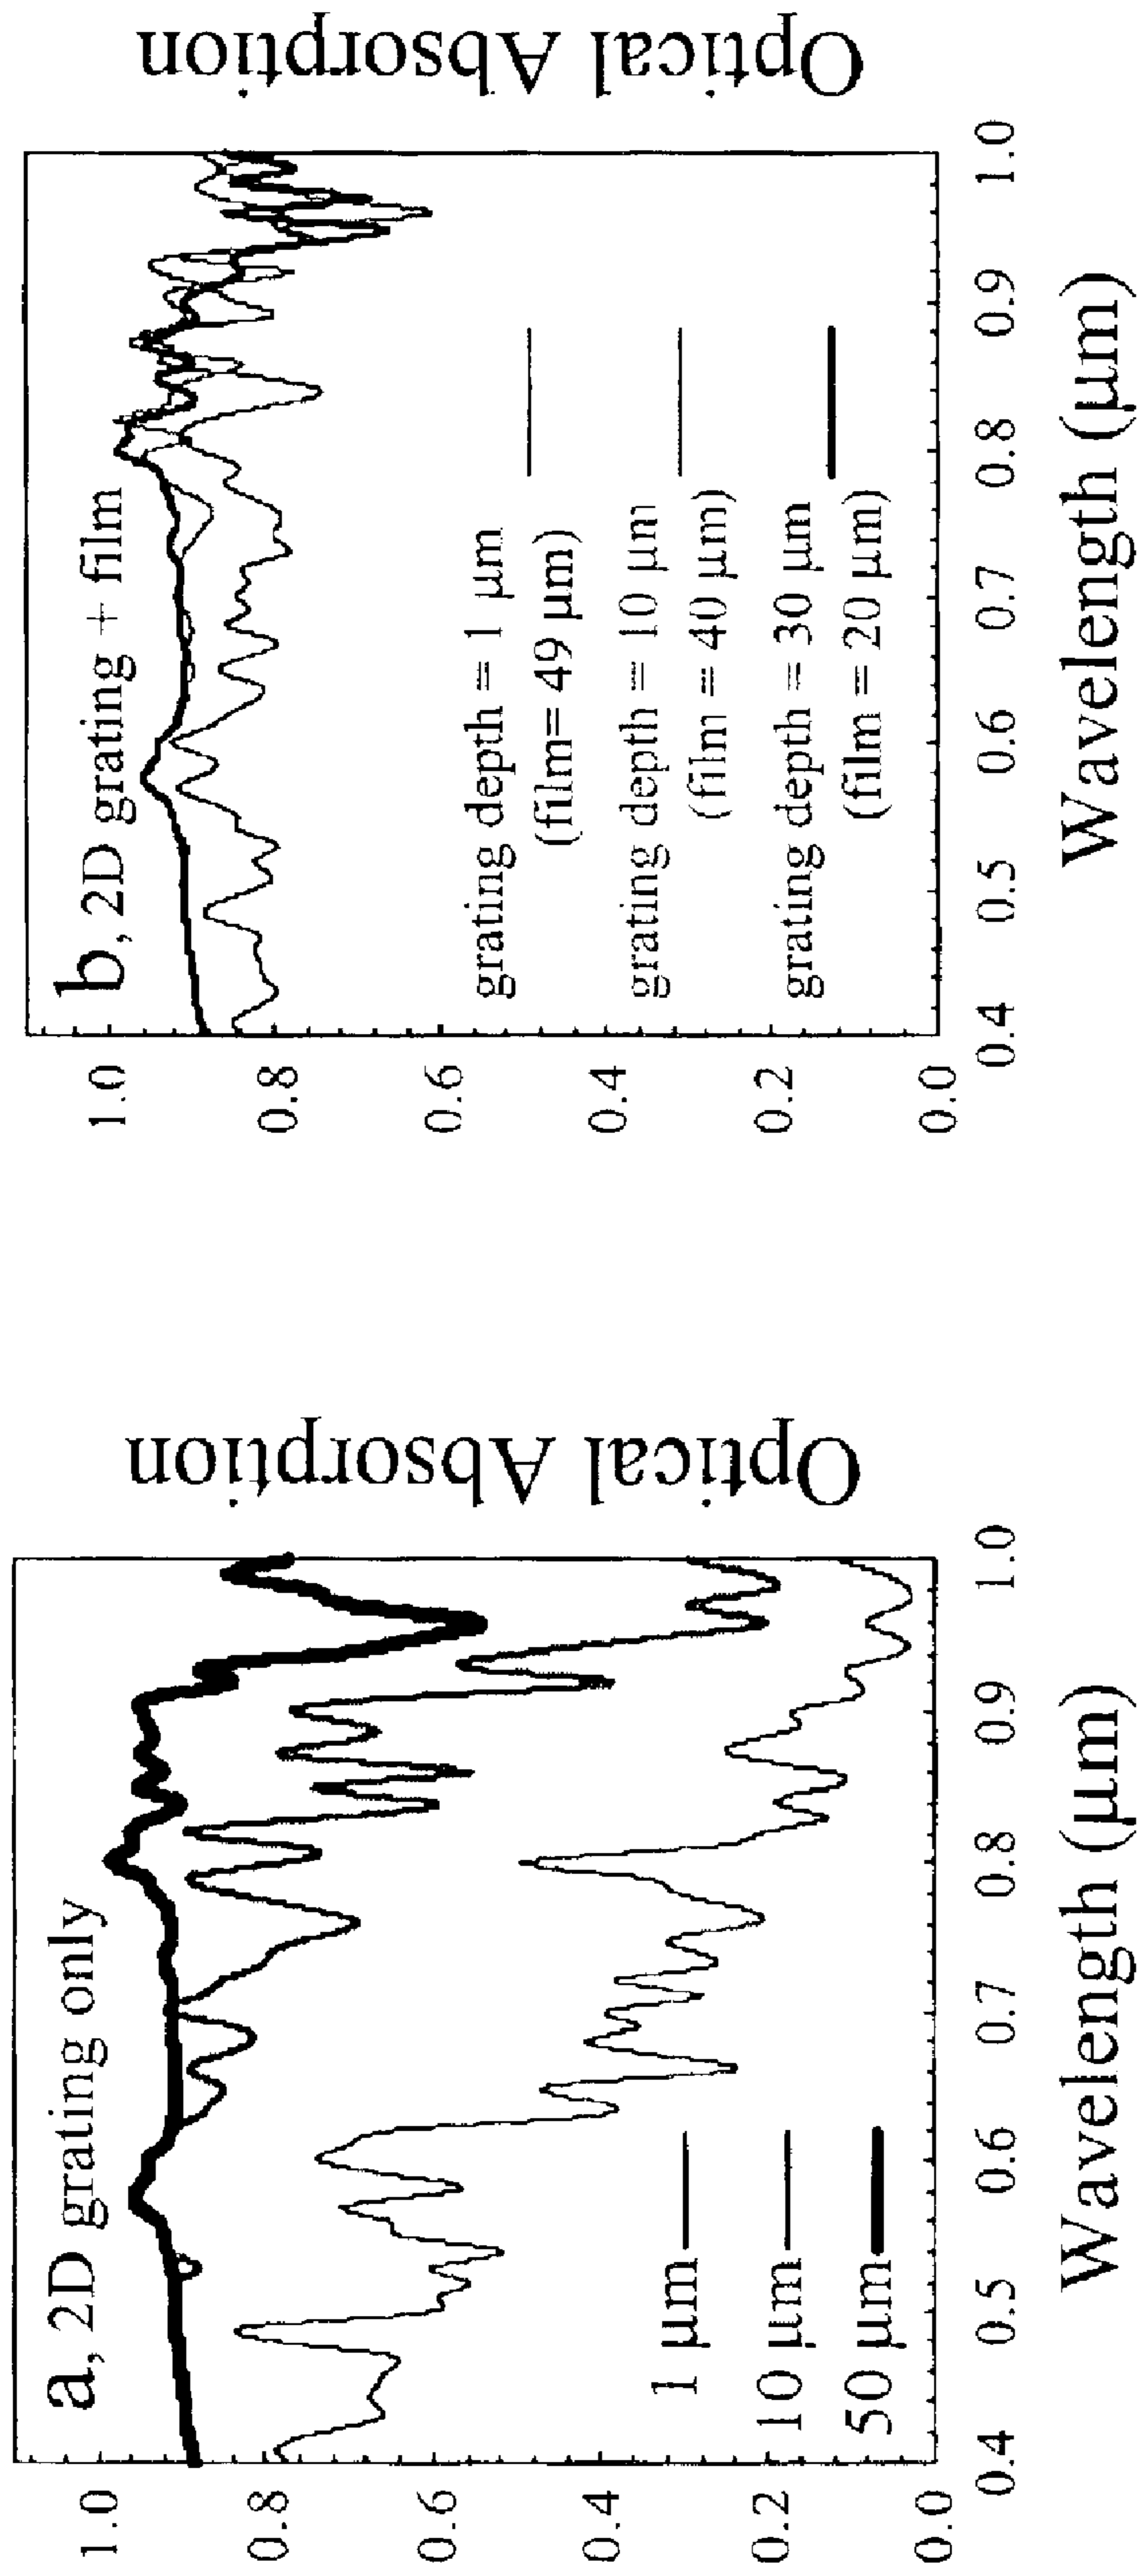 a, 2D grating only
1.0
0.8
0.6
0.4
0.2
0.0
1 μm
10 μm
50 μm
0.4
0.5
0.6
0.7
0.8
0.9
1.0
Wavelength (μm)
Optical Absorption
b, 2D grating + film
1.0
0.8
0.6
0.4
0.2
0.0
grating depth = 1 μm
(film= 49 μm)
grating depth = 10 μm
(film = 40 μm)
grating depth = 30 μm
(film = 20 μm)
0.4
0.5
0.6
0.7
0.8
0.9
1.0
Wavelength (μm)
Optical Absorption